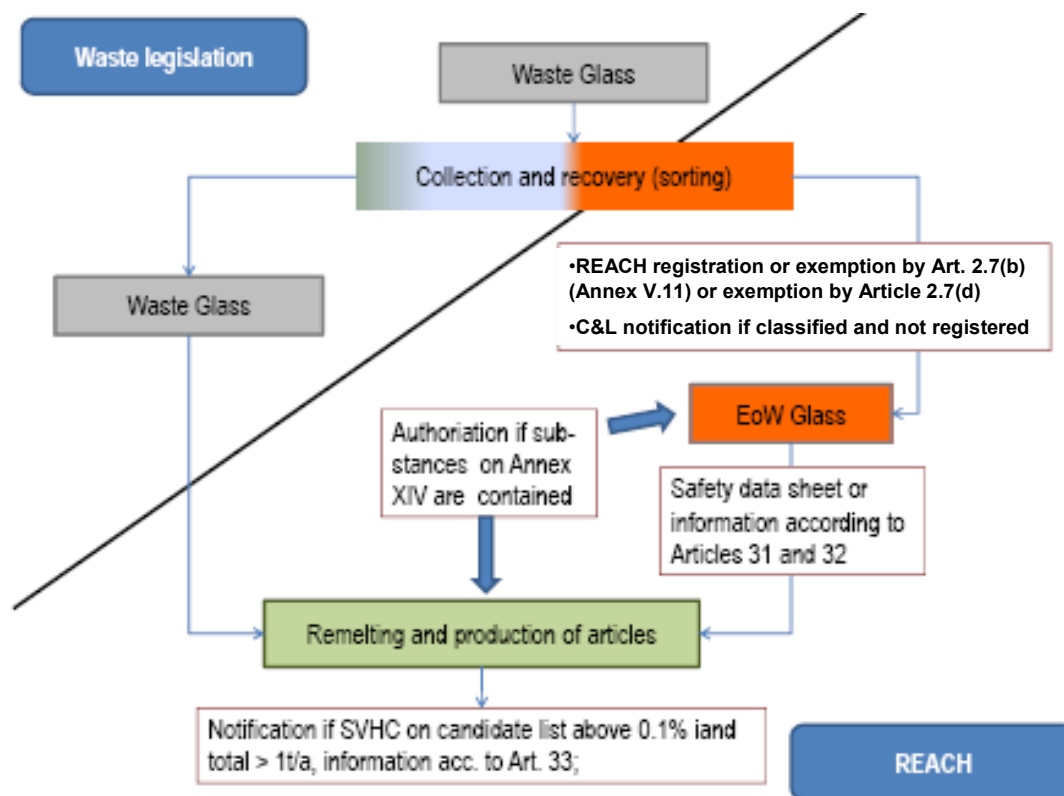 Waste legislation
Waste Glass
Collection and recovery (sorting)
•REACH registration or exemption by Art. 2.7(b)
(Annex V.11) or exemption by Article 2.7(d)
•C&L notification if classified and not registered
Waste Glass
EoW Glass
Authoriation if sub-
stances on Annex
XIV are contained
Safety data sheet or
information according to
Articles 31 and 32
Remelting and production of articles
Notification if SVHC on candidate list above 0.1% iand
total > 1t/a, information acc. to Art. 33;
REACH